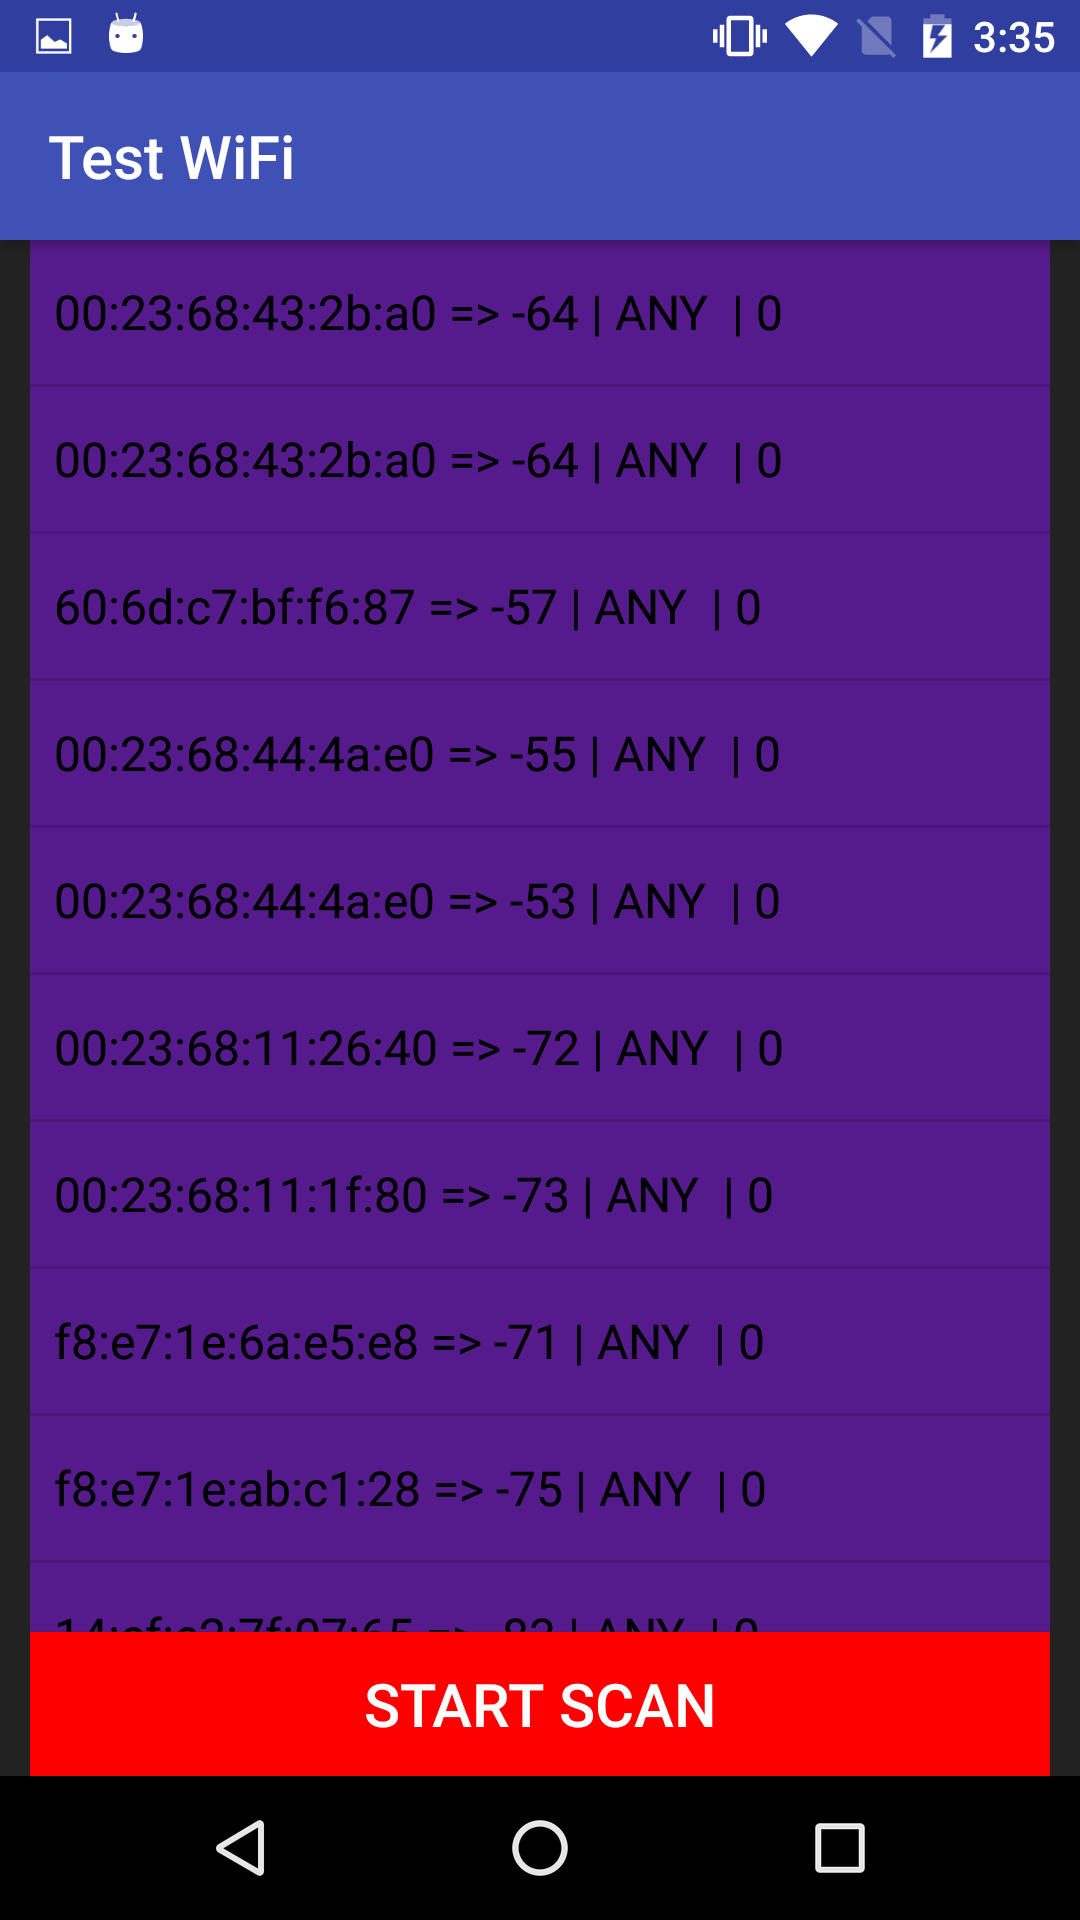 3:35
Test WiFi
00:23:68:43:2b:a0 => -64 | ANY  | 0
00:23:68:43:2b:a0 => -64 | ANY  | 0
60:6d:c7:bf:f6:87 => -57 | ANY  | 0
00:23:68:44:4a:e0 => -55 | ANY  | 0
00:23:68:44:4a:e0 => -53 | ANY  | 0
00:23:68:11:26:40 => -72 | ANY  | 0
00:23:68:11:1f:80 => -73 | ANY  | 0
f8:e7:1e:6a:e5:e8 => -71 | ANY  | 0
f8:e7:1e:ab:c1:28 => -75 | ANY  | 0
=> | ANY  | 0
START SCAN